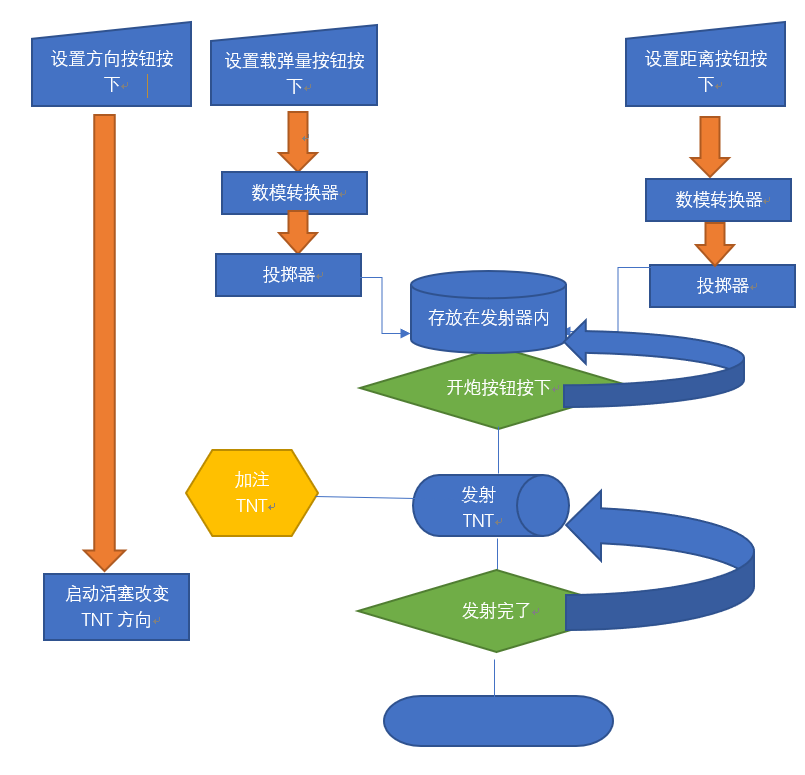 设置方向按钮按
下
设置载弹量按钮按
下
设置距离按钮按
下
数模转换器
数模转换器
投掷器
投掷器
存放在发射器内
开炮按钮按下
加注
TNT
发射
TNT
启动活塞改变
TNT 方向
发射完了